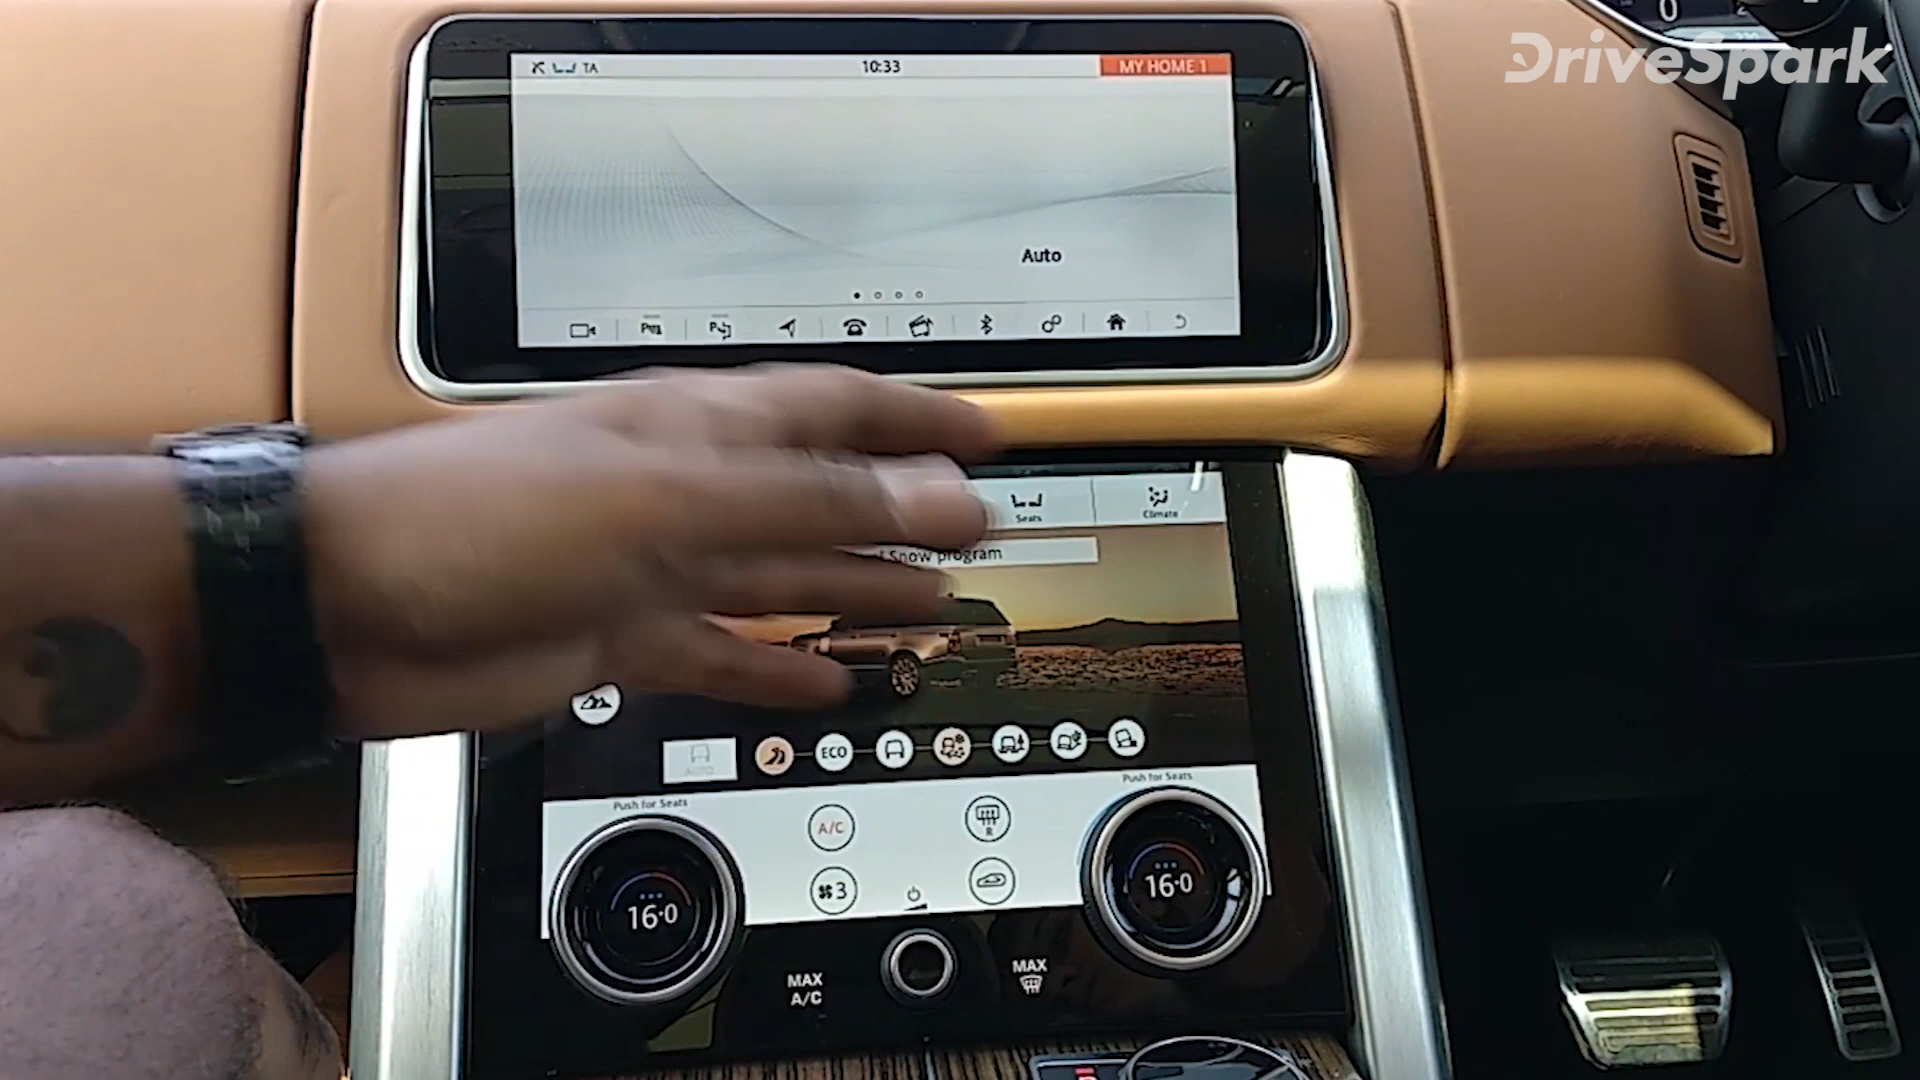 DriveSpark
0
TA
10:33
MY HOME 1
Auto
Seats
Climate
Snow program
AUTO
ECO
Push for Seats
Push for Seats
A/C
R
3
16·0
16·0
MAX
A/C
MAX